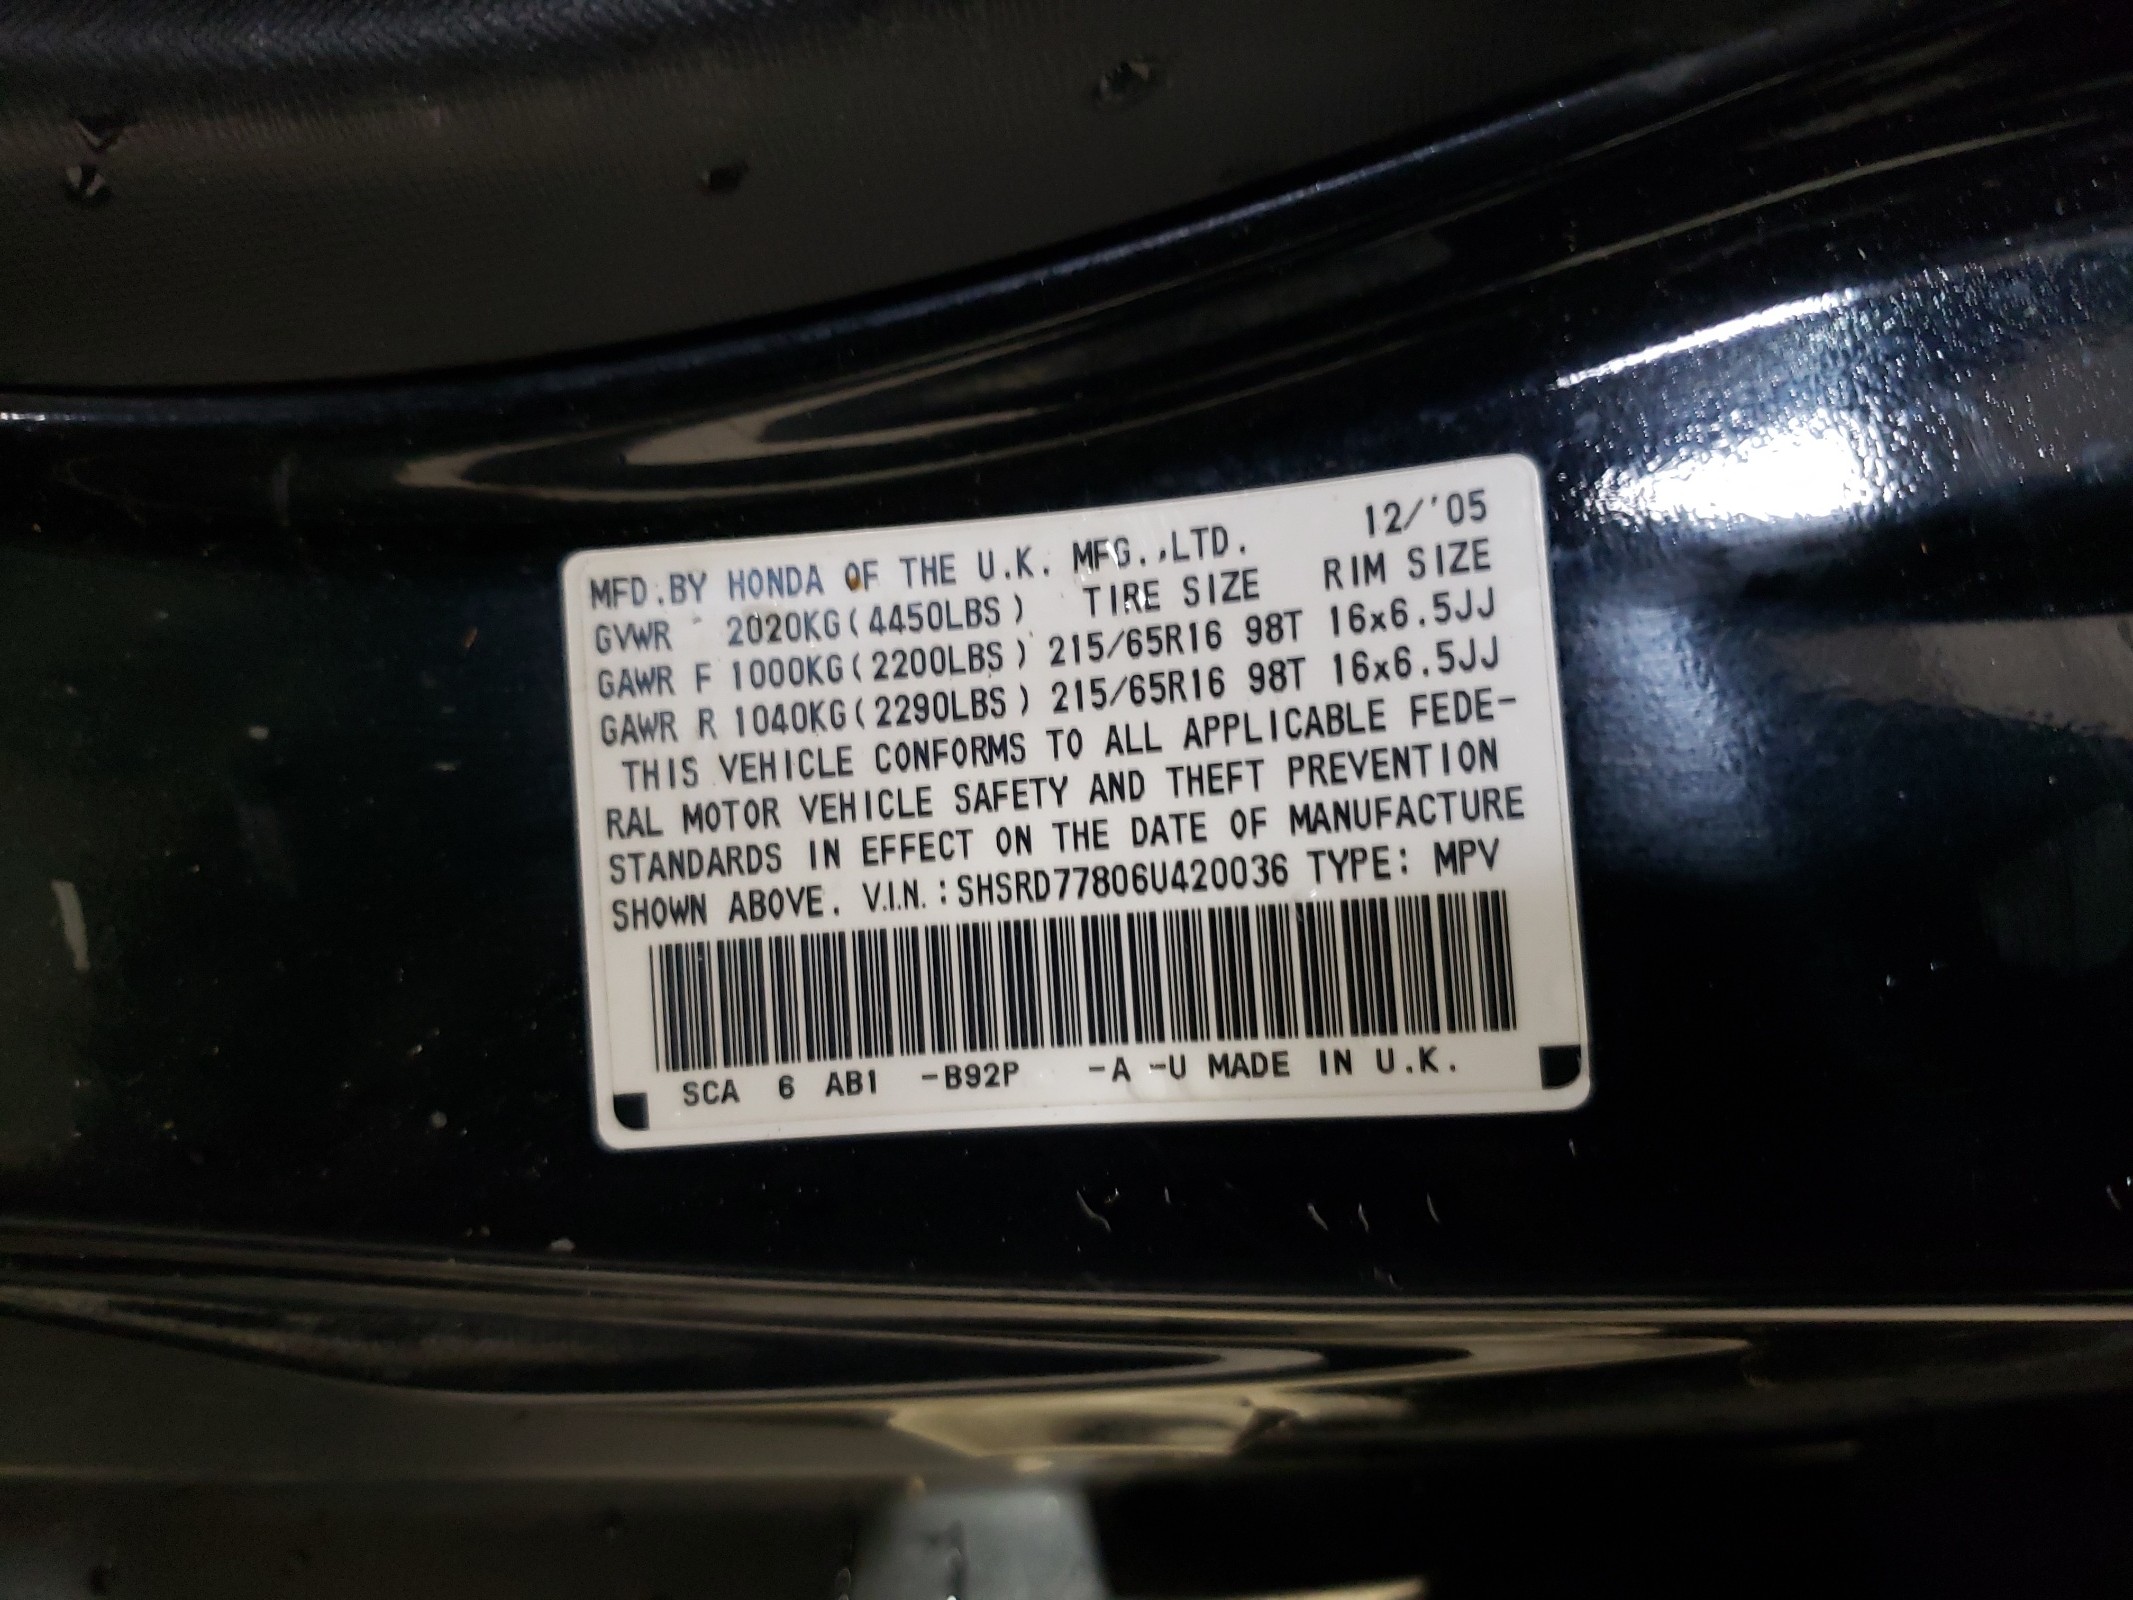 12/'05
MFD.BY HONDA OF THE U.K. MFG.,LTD.
GVWR 2020KG(4450LBS) TIRE SIZE RIM SIZE
GAWR F 1000KG(2200LBS) 215/65R16 98T 16x6.5JJ
GAWR R 1040KG(2290LBS) 215/65R16 98T 16x6.5JJ
THIS VEHICLE CONFORMS TO ALL APPLICABLE FEDE-
RAL MOTOR VEHICLE SAFETY AND THEFT PREVENTION
STANDARDS IN EFFECT ON THE DATE OF MANUFACTURE
SHOWN ABOVE. V.I.N.:SHSRD77806U420036 TYPE: MPV
SCA 6 AB1 -B92P -A -U MADE IN U.K.